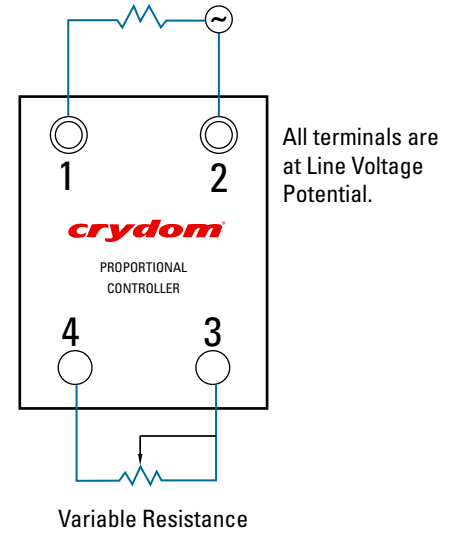 All terminals are
at Line Voltage
Potential.
1 2
crydom
PROPORTIONAL
CONTROLLER
4 3
Variable Resistance